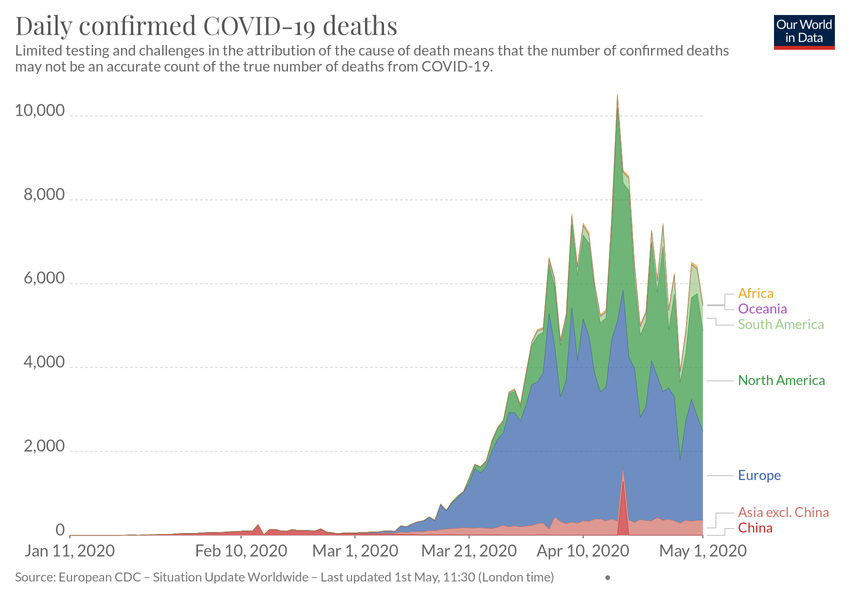 Daily confirmed COVID-19 deaths
Our World
in Data
Limited testing and challenges in the attribution of the cause of death means that the number of confirmed deaths
may not be an accurate count of the true number of deaths from COVID-19.
10,000
8,000
6,000
4,000
2,000
0
Africa
Oceania
South America
North America
Europe
Asia excl. China
China
Jan 11, 2020
Feb 10, 2020
Mar 1, 2020
Mar 21, 2020
Apr 10, 2020
May 1, 2020
Source: European CDC – Situation Update Worldwide – Last updated 1st May, 11:30 (London time)